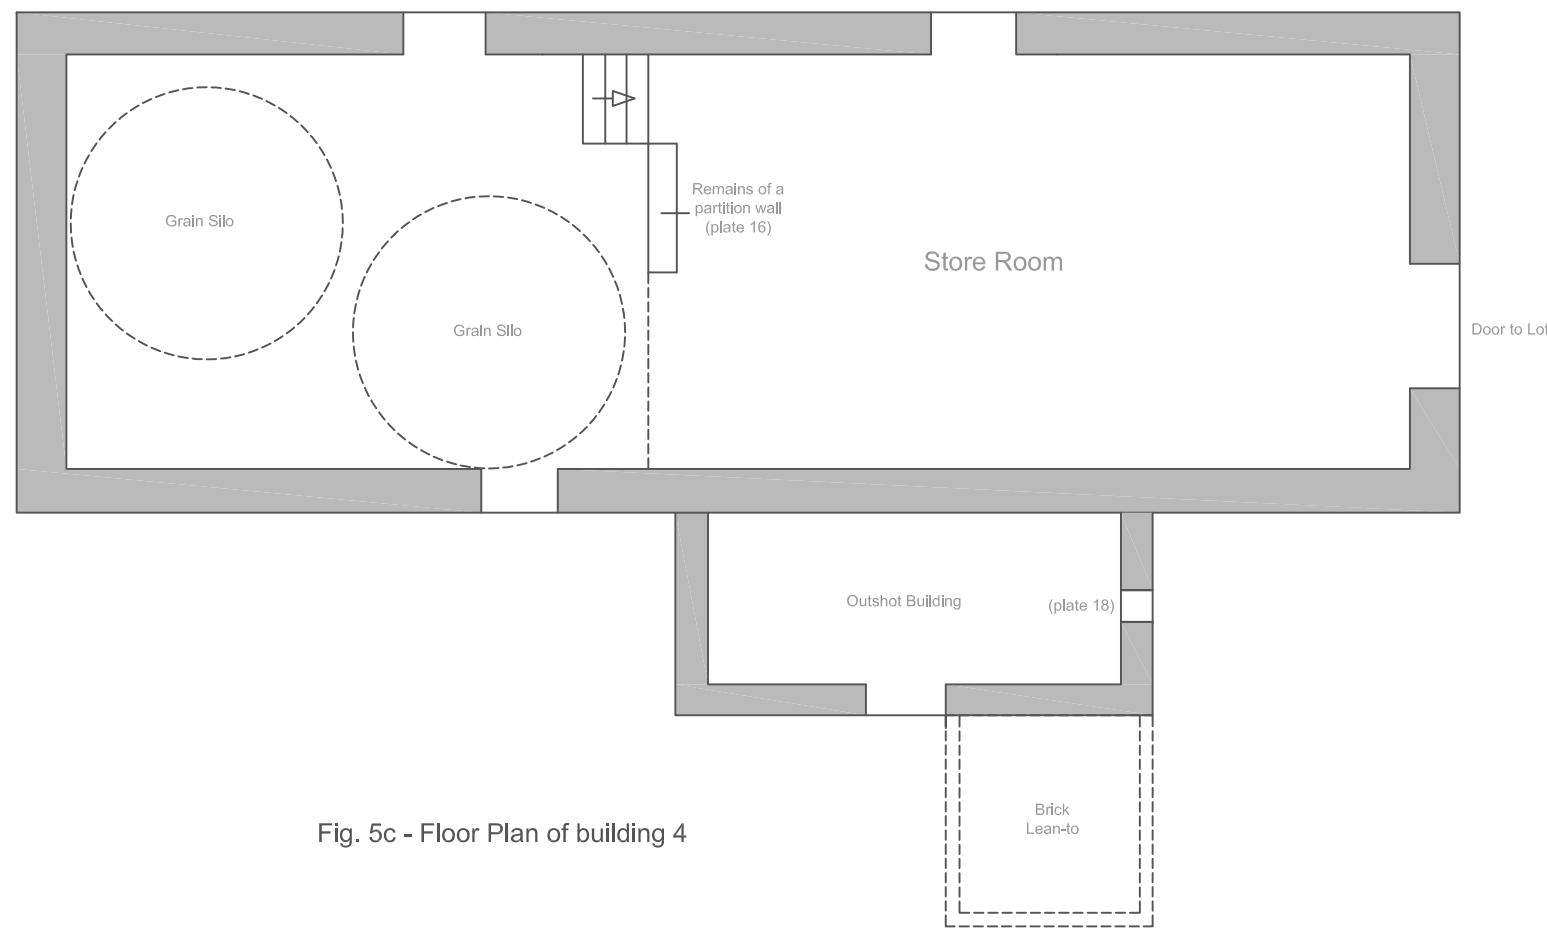 Grain Silo
Grain SIlo
Remains of a
partition wall
(plate 16)
Store Room
Door to Lof
Outshot Building
(plate 18)
Brick
Lean-to
Fig. 5c - Floor Plan of building 4